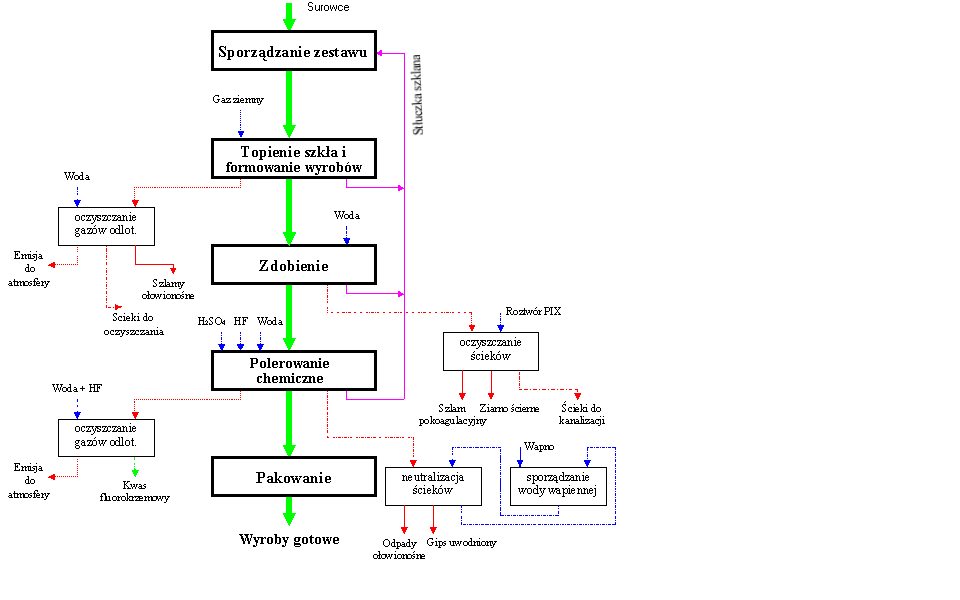 Surowce
Sporządzanie zestawu
Stłuczka szklana
Gaz ziemny
Topienie szkła i
formowanie wyrobów
Woda
oczyszczanie
gazów odlot.
Woda
Emisja
do
atmosfery
Zdobienie
Szlamy
ołowionośne
Ścieki do
oczyszczania
H₂SO₄
HF
Woda
Roztwór PIX
oczyszczanie
ścieków
Polerowanie
chemiczne
Woda + HF
Szlam
pokoagulacyjny
Ziarno ścierne
Ścieki do
kanalizacji
oczyszczanie
gazów odlot.
Wapno
Emisja
do
atmosfery
Kwas
fluorokrzemowy
Pakowanie
neutralizacja
ścieków
sporządzanie
wody wapiennej
Wyroby gotowe
Odpady
ołowionośne
Gips uwodniony